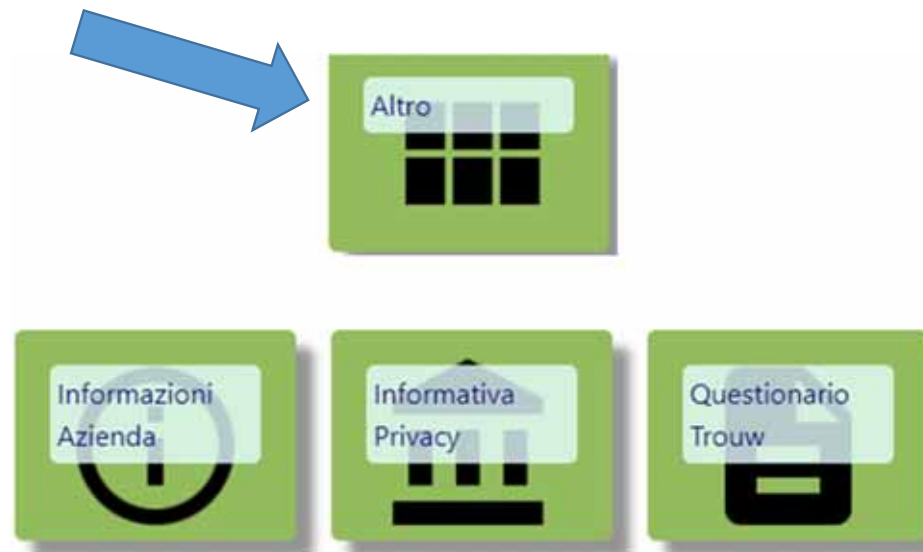 Altro
Informazioni
Azienda
Informativa
Privacy
Questionario
Trouw